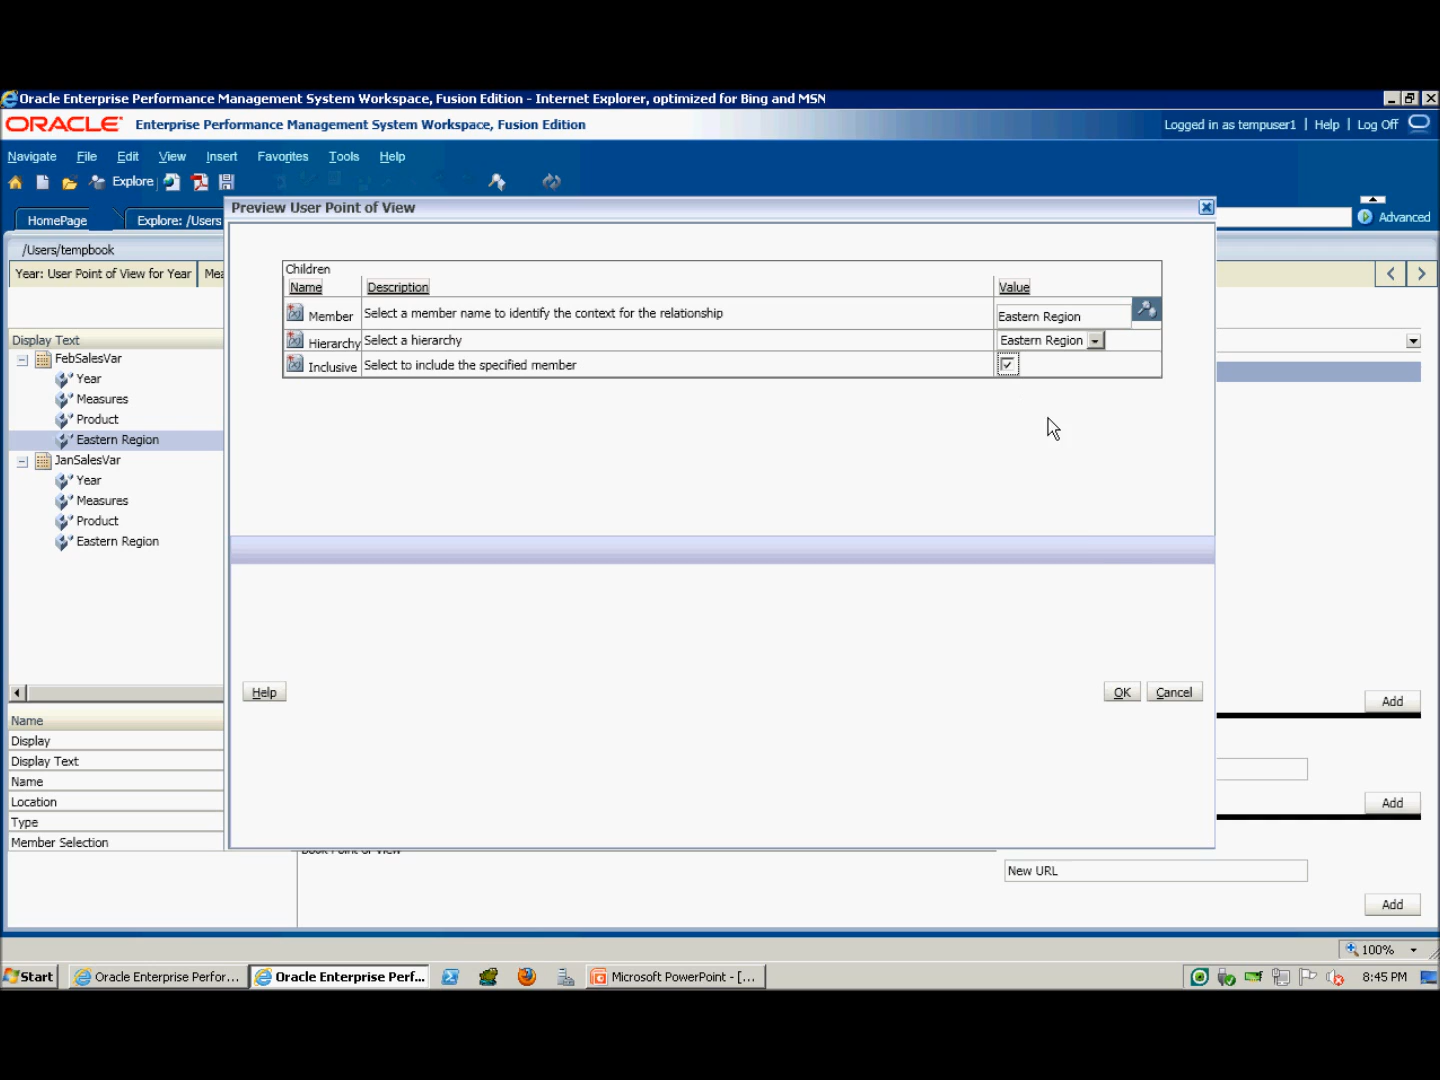 Oracle Enterprise Performance Management System Workspace, Fusion Edition - Internet Explorer, optimized for Bing and MSN
ORACLE Enterprise Performance Management System Workspace, Fusion Edition
Logged in as tempuser1 | Help | Log Off
Navigate File Edit View Insert Favorites Tools Help
Explore
Preview User Point of View
HomePage Explore: /Users Advanced
/Users/tempbook
Year: User Point of View for Year
Children
Name Description Value
Member Select a member name to identify the context for the relationship Eastern Region
Hierarchy Select a hierarchy Eastern Region
Inclusive Select to include the specified member
Display Text
FebSalesVar
Year
Measures
Product
Eastern Region
JanSalesVar
Year
Measures
Product
Eastern Region
Help OK Cancel
Add
Name
Display
Display Text
Name
Location
Add
Type
Member Selection
New URL
Add
100%
Start Oracle Enterprise Perfor... Oracle Enterprise Perf... Microsoft PowerPoint - [... 8:45 PM